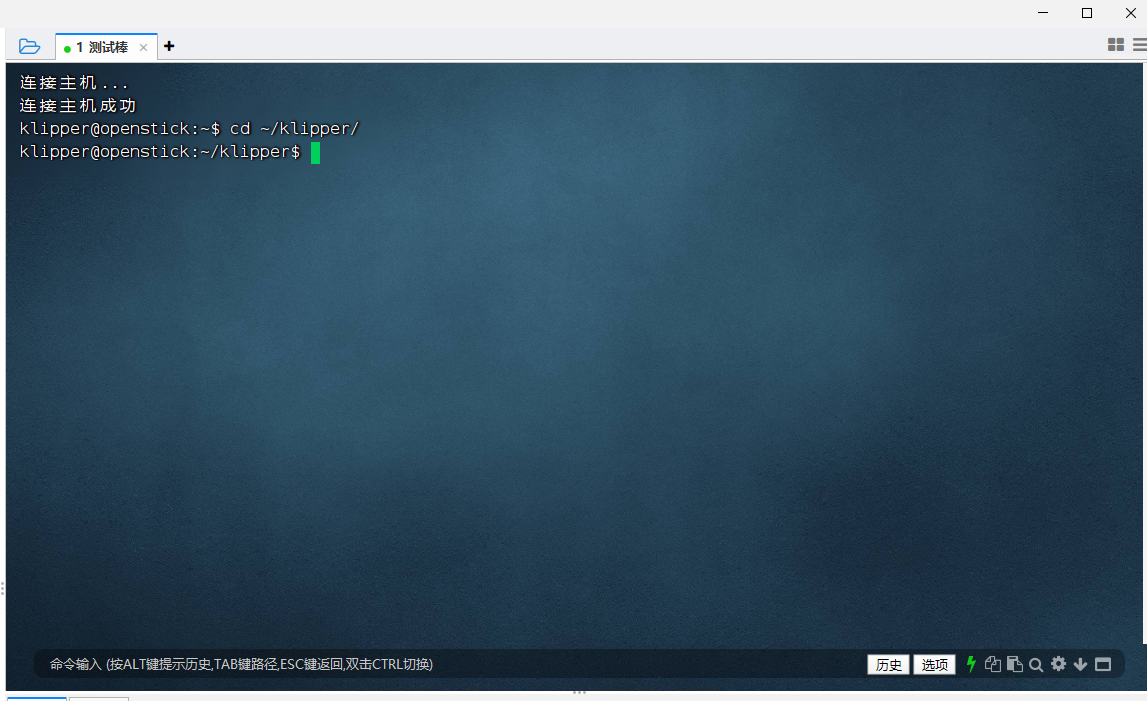 1 测试棒
连接主机...
连接主机成功
klipper@openstick:~$ cd ~/klipper/
klipper@openstick:~/klipper$
命令输入 (按ALT键提示历史,TAB键路径,ESC键返回,双击CTRL切换)
历史 选项